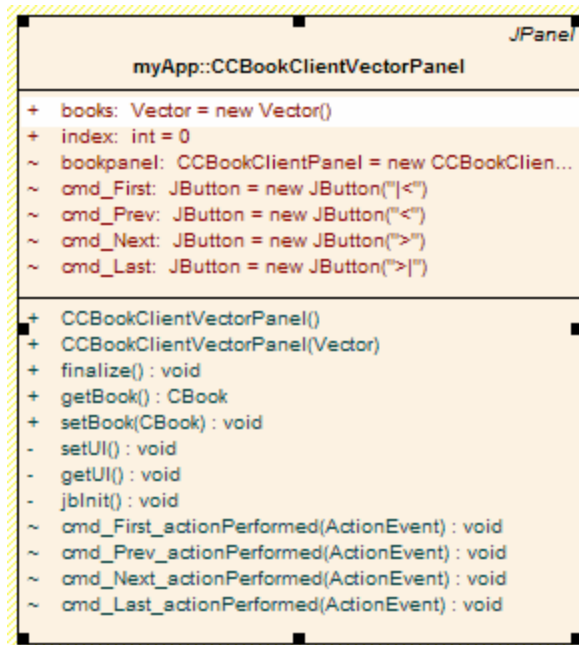 JPanel
myApp::CCBookClientVectorPanel
+ books: Vector = new Vector()
+ index: int = 0
~ bookpanel: CCBookClientPanel = new CCBookClien...
~ cmd_First: JButton = new JButton("|<")
~ cmd_Prev: JButton = new JButton("<")
~ cmd_Next: JButton = new JButton(">")
~ cmd_Last: JButton = new JButton(">|")
+ CCBookClientVectorPanel()
+ CCBookClientVectorPanel(Vector)
+ finalize() : void
+ getBook() : CBook
+ setBook(CBook) : void
- setUI() : void
- getUI() : void
- jbInit() : void
~ cmd_First_actionPerformed(ActionEvent) : void
~ cmd_Prev_actionPerformed(ActionEvent) : void
~ cmd_Next_actionPerformed(ActionEvent) : void
~ cmd_Last_actionPerformed(ActionEvent) : void